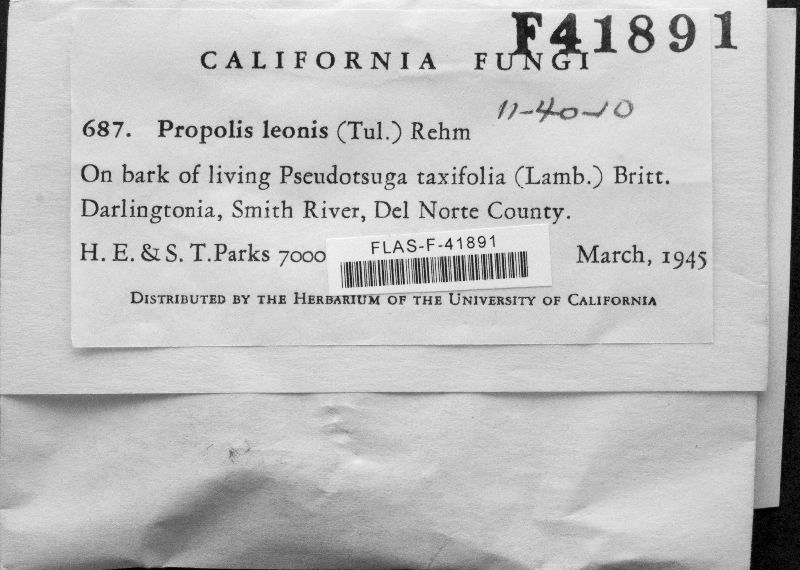 F41891
CALIFORNIA FUNGI
11-40-10
687. Propolis leonis (Tul.) Rehm
On bark of living Pseudotsuga taxifolia (Lamb.) Britt.
Darlingtonia, Smith River, Del Norte County.
H. E. & S. T. Parks 7000
FLAS-F-41891
March, 1945
DISTRIBUTED BY THE HERBARIUM OF THE UNIVERSITY OF CALIFORNIA